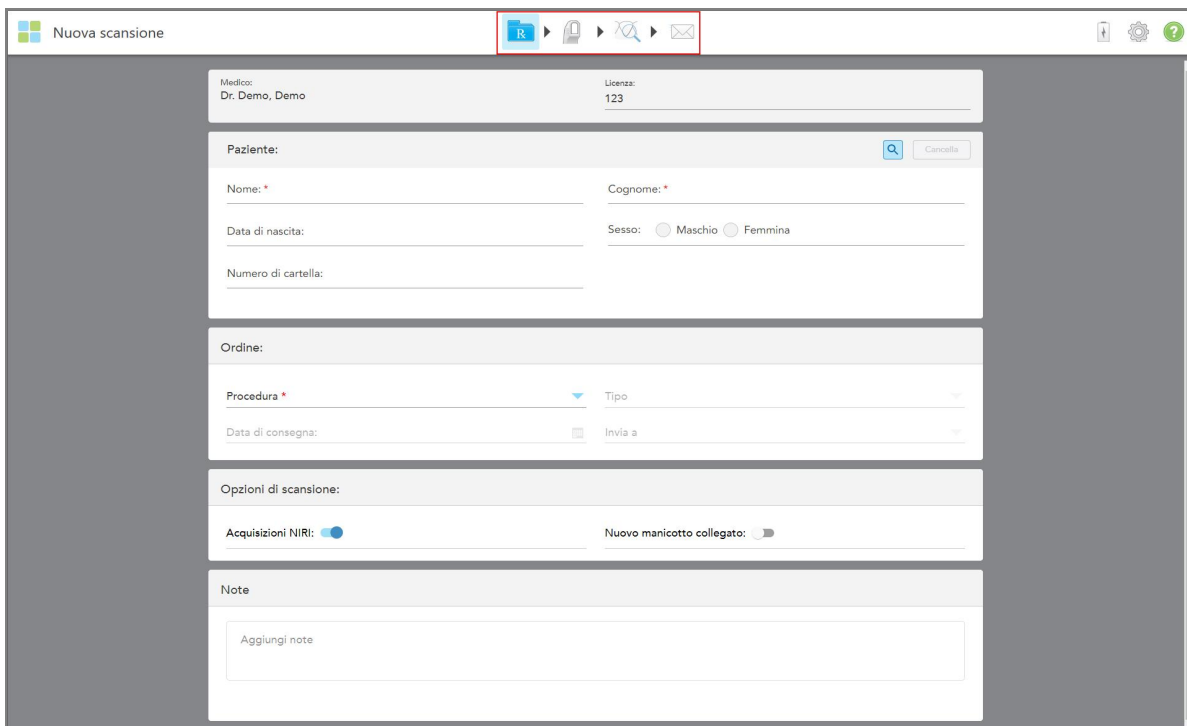 Nuova scansione
R
?
Medico:
Dr. Demo, Demo
Licenza:
123
Paziente:
Cancella
Nome: *
Cognome: *
Data di nascita:
Sesso: Maschio Femmina
Numero di cartella:
Ordine:
Procedura *
Tipo
Data di consegna:
Invia a
Opzioni di scansione:
Acquisizioni NIRI:
Nuovo manicotto collegato:
Note
Aggiungi note